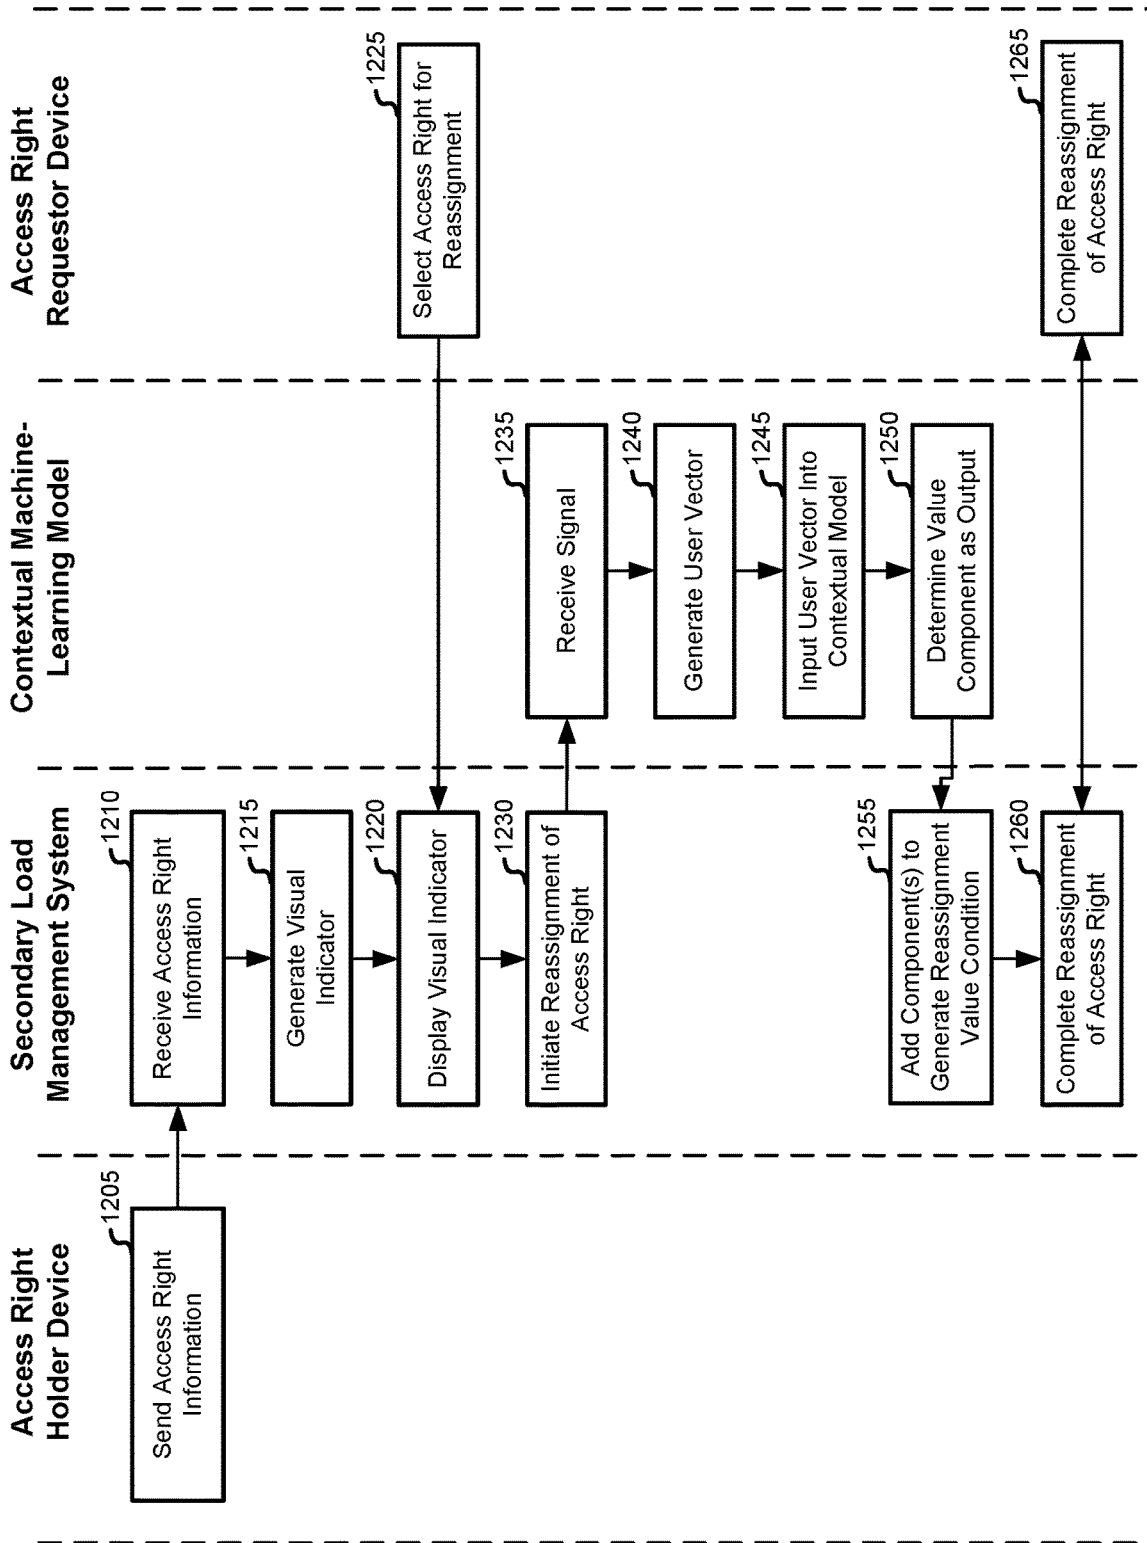 Access Right
Holder Device
Secondary Load
Management System
Contextual Machine-
Learning Model
Access Right
Requestor Device
1205
Send Access Right
Information
1210
Receive Access Right
Information
1215
Generate Visual
Indicator
1220
Display Visual Indicator
1225
Select Access Right for
Reassignment
1230
Initiate Reassignment of
Access Right
1235
Receive Signal
1240
Generate User Vector
1245
Input User Vector Into
Contextual Model
1250
Determine Value
Component as Output
1255
Add Component(s) to
Generate Reassignment
Value Condition
1260
Complete Reassignment
of Access Right
1265
Complete Reassignment
of Access Right